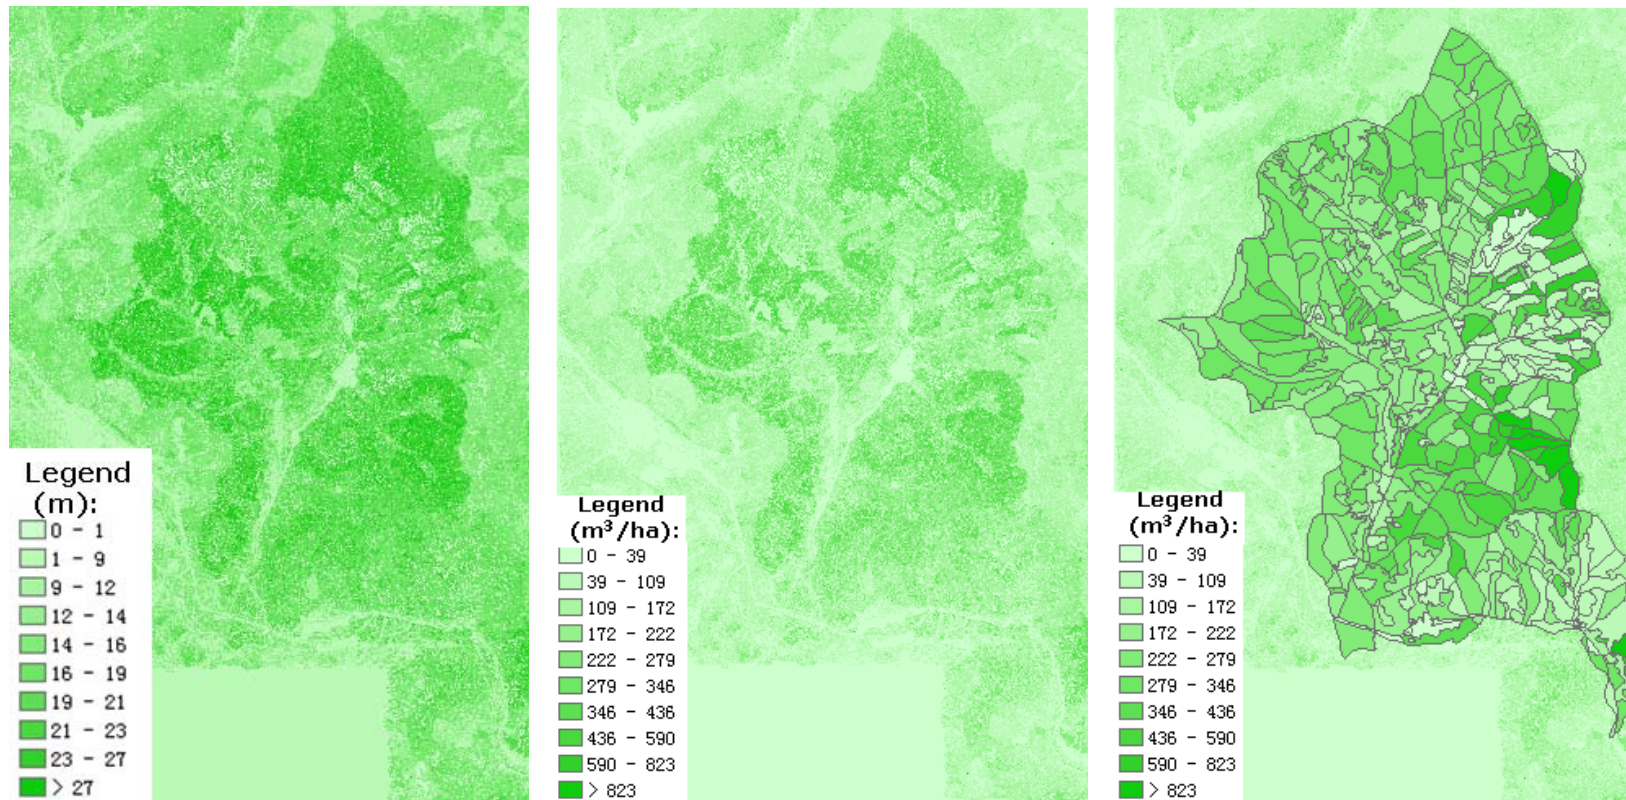 Legend
(m):
0 - 1
1 - 9
9 - 12
12 - 14
14 - 16
16 - 19
19 - 21
21 - 23
23 - 27
> 27
Legend
(m³/ha):
0 - 39
39 - 109
109 - 172
172 - 222
222 - 279
279 - 346
346 - 436
436 - 590
590 - 823
> 823
Legend
(m³/ha):
0 - 39
39 - 109
109 - 172
172 - 222
222 - 279
279 - 346
346 - 436
436 - 590
590 - 823
> 823